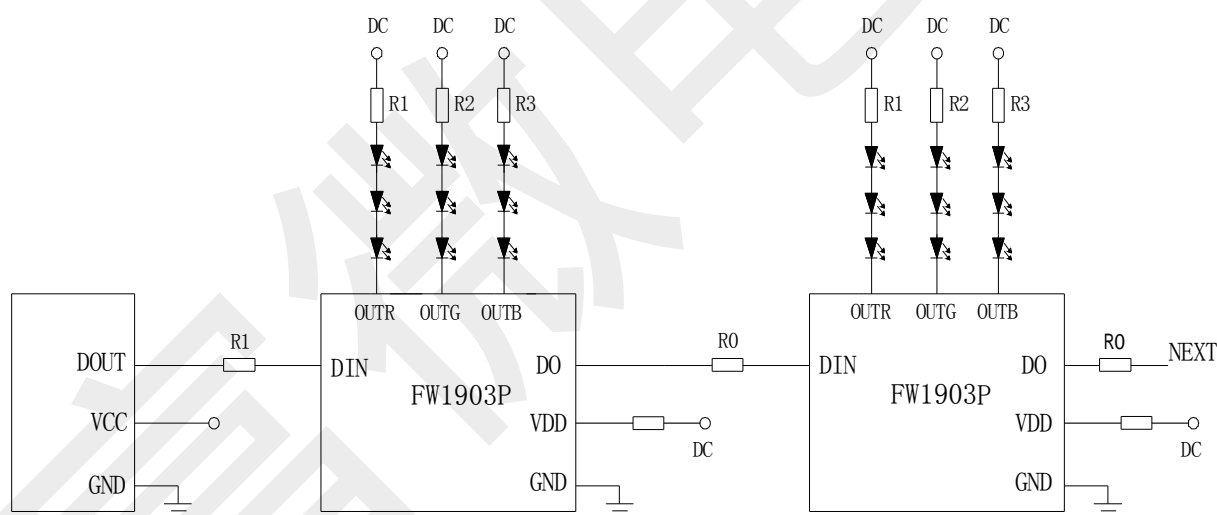 DC DC DC DC DC DC
R1 R2 R3 R1 R2 R3
OUTR OUTG OUTB OUTR OUTG OUTB
DOUT R1 DIN DO R0 DIN DO R0 NEXT
FW1903P FW1903P
VCC VDD DC VDD DC
GND GND GND